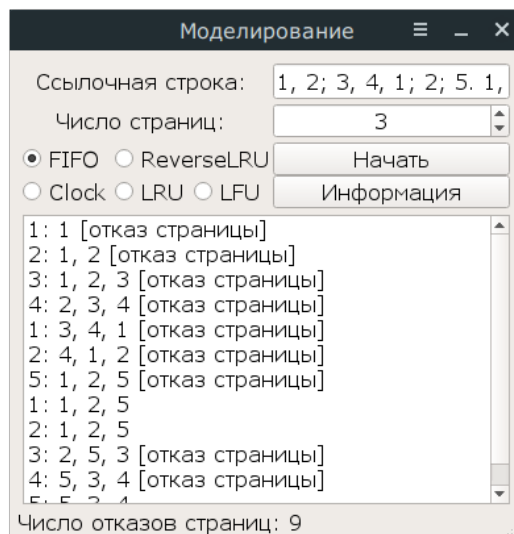 Моделирование
Ссылочная строка: 1, 2; 3, 4, 1; 2; 5. 1,
Число страниц: 3
FIFO ReverseLRU Начать
Clock LRU LFU Информация
1: 1 [отказ страницы]
2: 1, 2 [отказ страницы]
3: 1, 2, 3 [отказ страницы]
4: 2, 3, 4 [отказ страницы]
1: 3, 4, 1 [отказ страницы]
2: 4, 1, 2 [отказ страницы]
5: 1, 2, 5 [отказ страницы]
1: 1, 2, 5
2: 1, 2, 5
3: 2, 5, 3 [отказ страницы]
4: 5, 3, 4 [отказ страницы]
5: 5, 3, 4
Число отказов страниц: 9